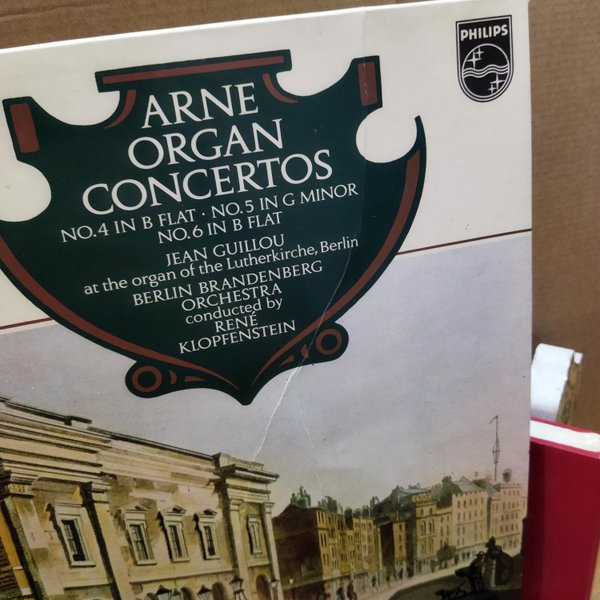 PHILIPS
ARNE
ORGAN
CONCERTOS
NO.4 IN B FLAT · NO.5 IN G MINOR
NO.6 IN B FLAT
JEAN GUILLOU
at the organ of the Lutherkirche, Berlin
BERLIN BRANDENBERG
ORCHESTRA
conducted by
RENÉ
KLOPFENSTEIN